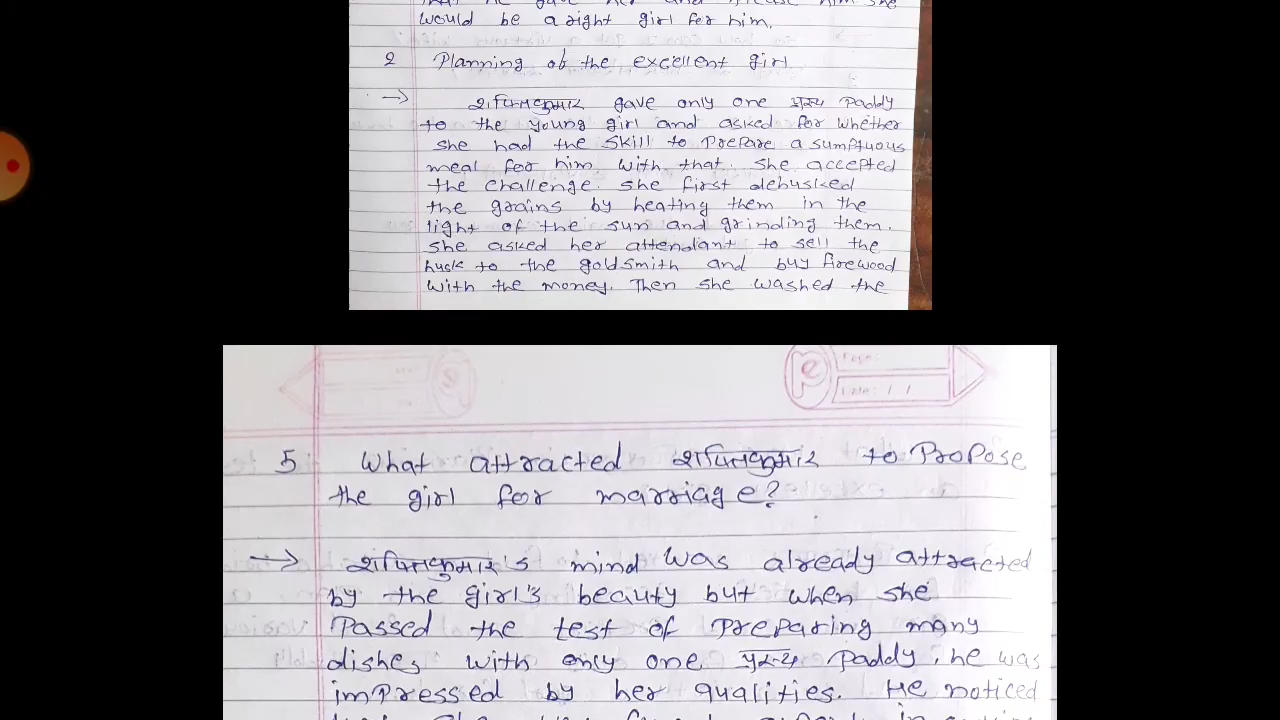 would be a right girl for him.
2 Planning of the excellent girl
→ शक्तिकुमार gave only one प्रस्थ paddy
to the young girl and asked for whether
she had the skill to prepare a sumptuous
meal for him with that. she accepted
the challenge. she first dehusked
the grains by heating them in the
light of the sun and grinding them.
she asked her attendant to sell the
husk to the goldsmith and buy firewood
with the money. Then she washed the
Page:
Date: / /
5 What attracted शक्तिकुमार to propose
the girl for marriage?
→ शक्तिकुमार's mind was already attracted
by the girl's beauty but when she
passed the test of preparing many
dishes with only one प्रस्थ paddy, he was
impressed by her qualities. He noticed